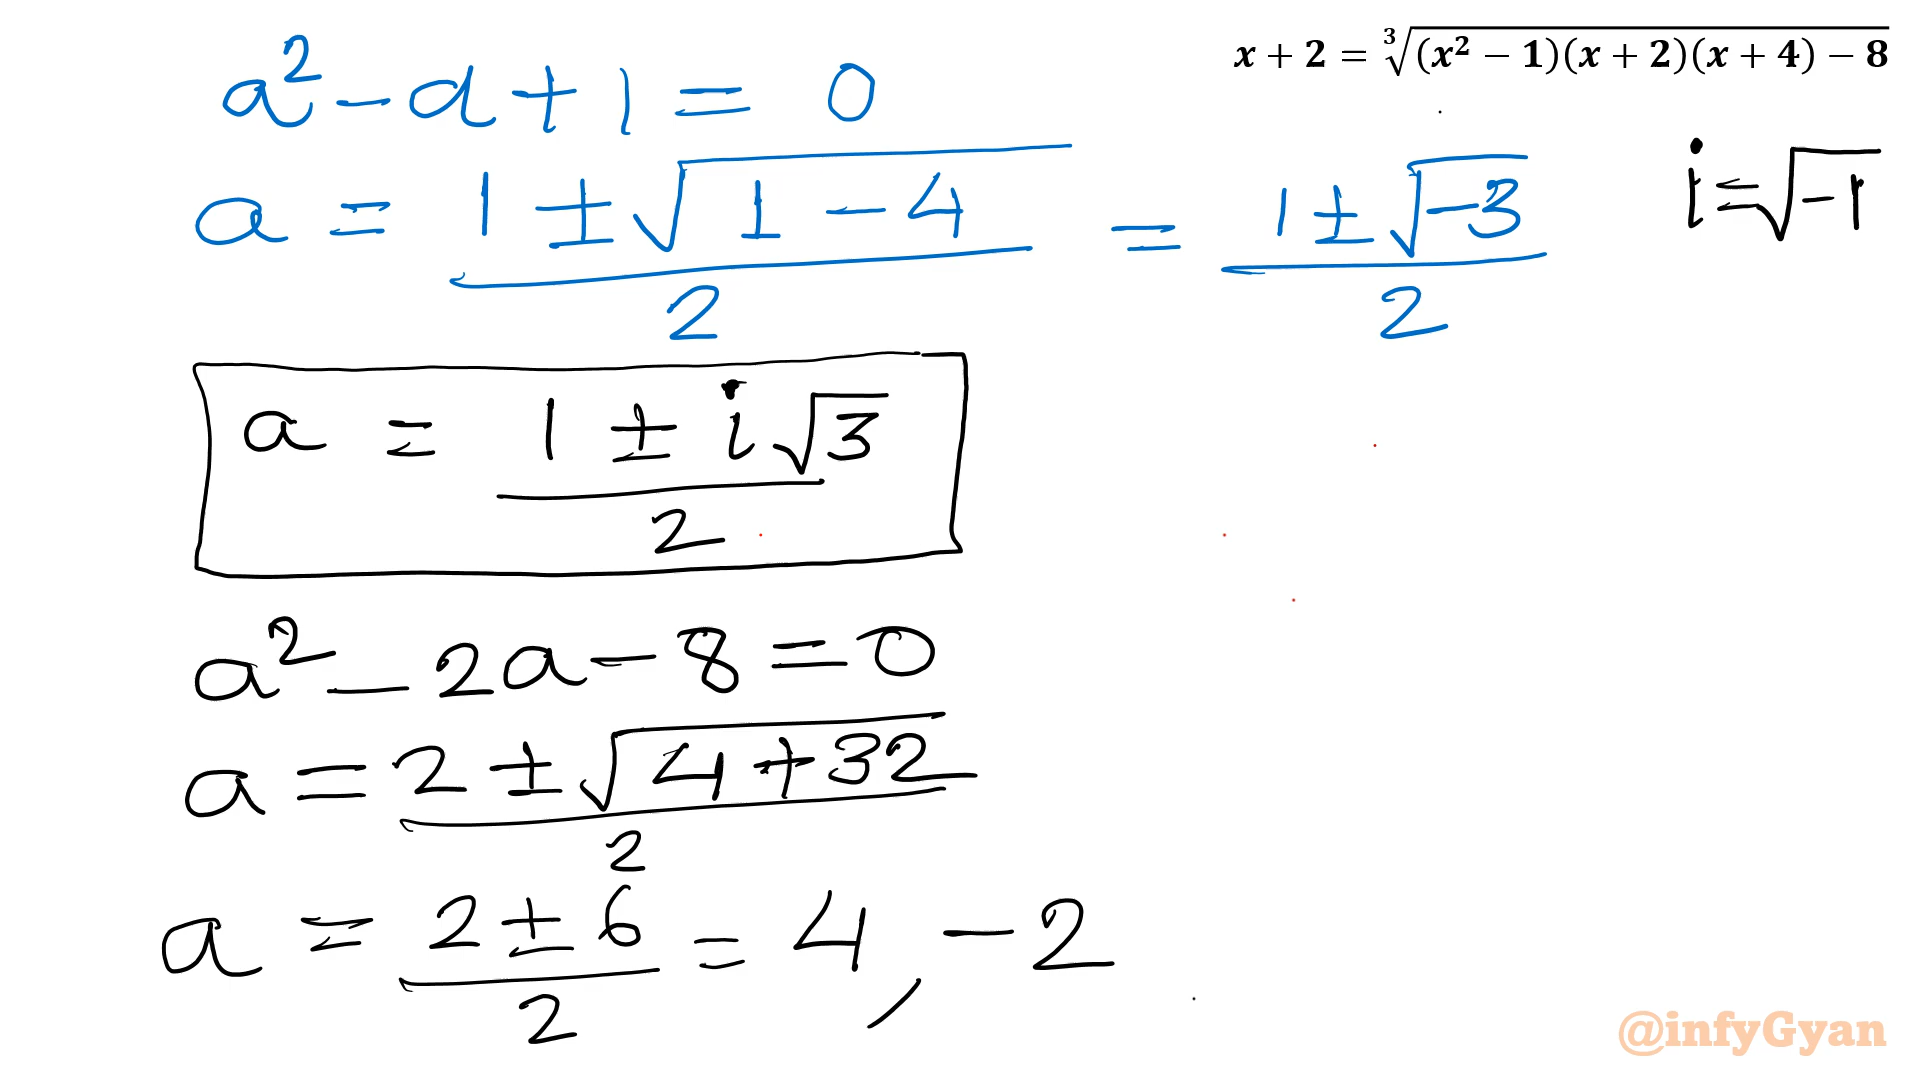 x + 2 = ∛((x² − 1)(x + 2)(x + 4) − 8)
a² − a + 1 = 0
a = (1 ± √(1 − 4))/2 = (1 ± √−3)/2
i = √−1
a = (1 ± i√3)/2
a² − 2a − 8 = 0
a = (2 ± √(4 + 32))/2
a = (2 ± 6)/2 = 4, −2
@infyGyan